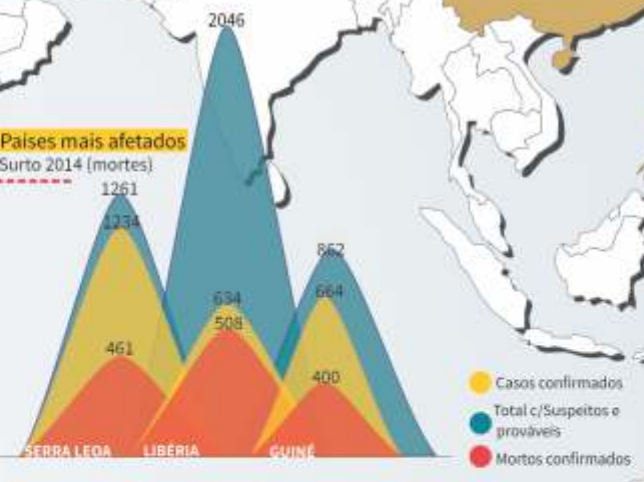 2046
Países mais afetados
Surto 2014 (mortes)
1261
1234
862
664
634
508
461
400
Casos confirmados
Total c/Suspeitos e
prováveis
Mortos confirmados
SERRA LEOA LIBÉRIA GUINÉ